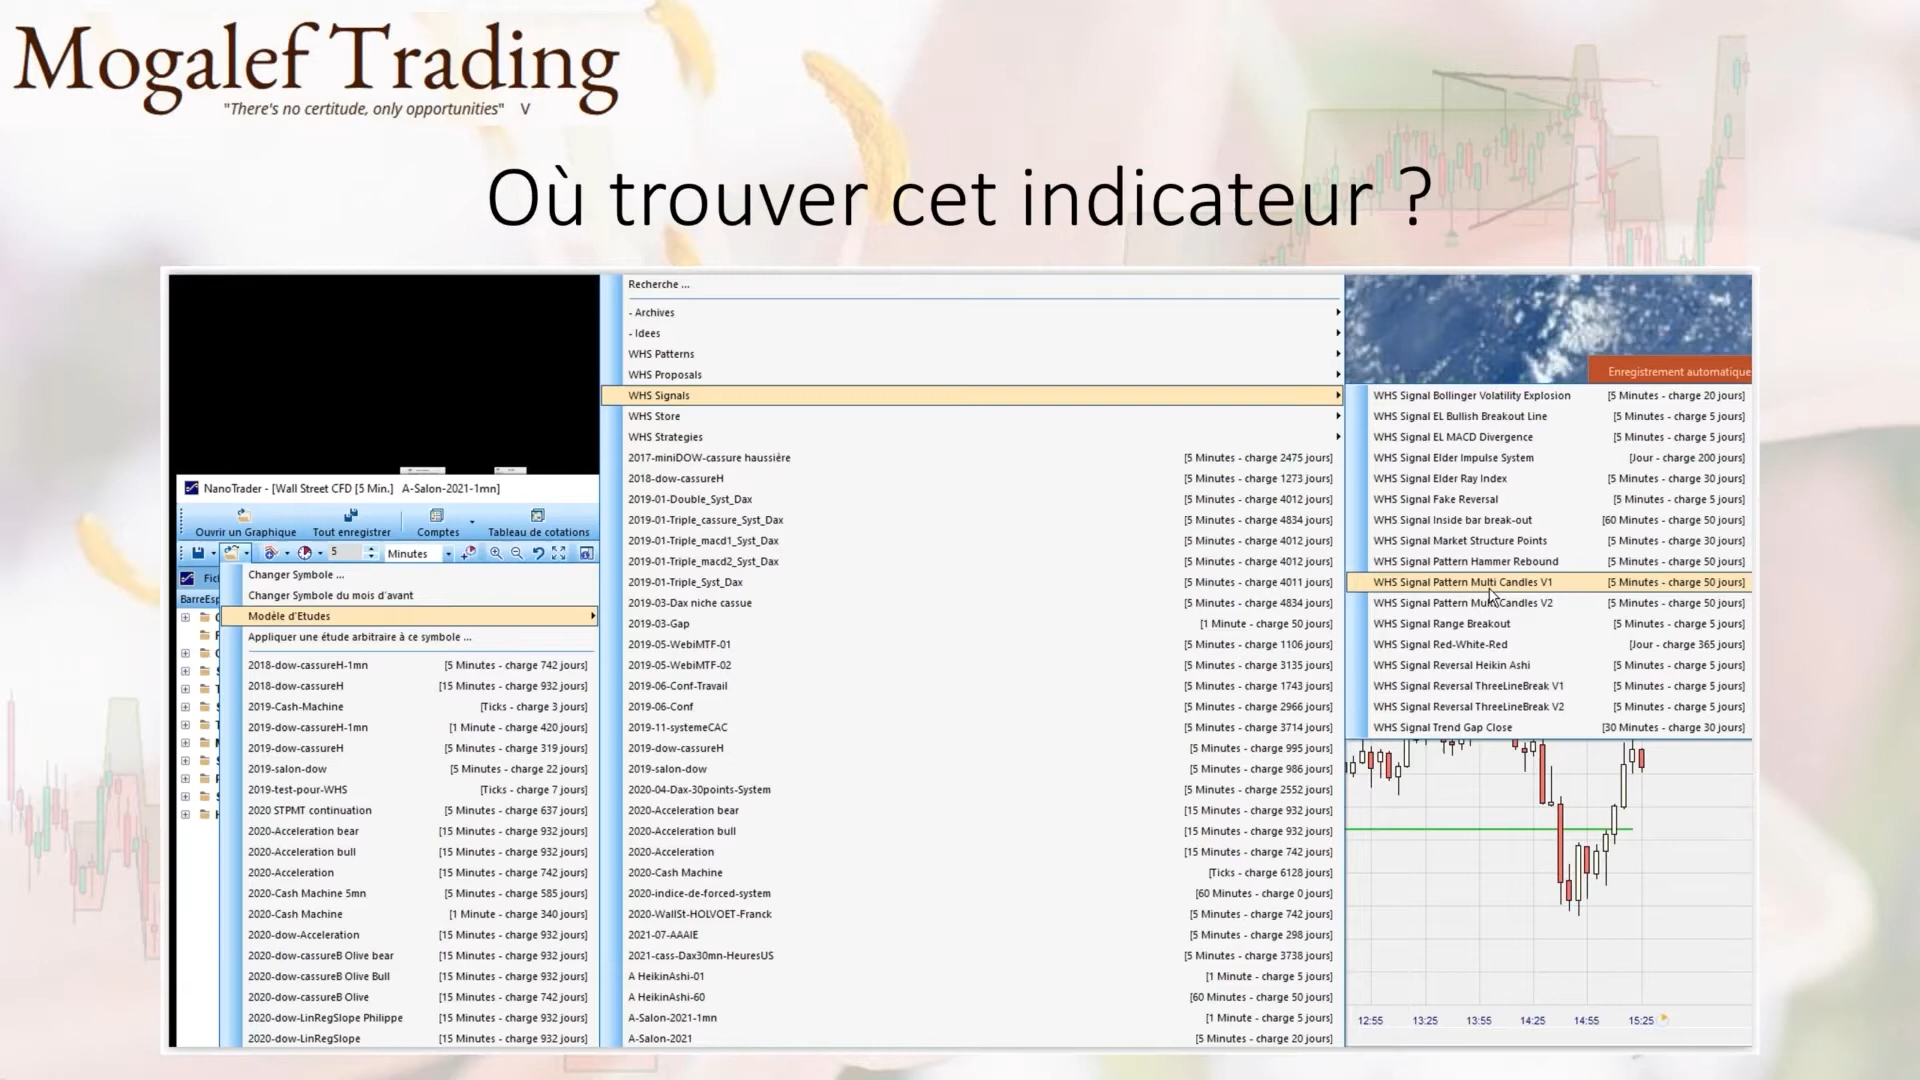 Mogalef Trading
"There's no certitude, only opportunities" V
Où trouver cet indicateur ?
NanoTrader - [Wall Street CFD [5 Min.] A-Salon-2021-1mn]
Ouvrir un Graphique Tout enregistrer Comptes Tableau de cotations
5 Minutes
BarreEsp
Changer Symbole ...
Changer Symbole du mois d'avant
Modèle d'Etudes
Appliquer une étude arbitraire à ce symbole ...
2018-dow-cassureH-1mn [5 Minutes - charge 742 jours]
2018-dow-cassureH [15 Minutes - charge 932 jours]
2019-Cash-Machine [Ticks - charge 3 jours]
2019-dow-cassureH-1mn [1 Minute - charge 420 jours]
2019-dow-cassureH [5 Minutes - charge 319 jours]
2019-salon-dow [5 Minutes - charge 22 jours]
2019-test-pour-WHS [Ticks - charge 7 jours]
2020 STPMT continuation [5 Minutes - charge 637 jours]
2020-Acceleration bear [15 Minutes - charge 932 jours]
2020-Acceleration bull [15 Minutes - charge 932 jours]
2020-Acceleration [15 Minutes - charge 742 jours]
2020-Cash Machine 5mn [5 Minutes - charge 585 jours]
2020-Cash Machine [1 Minute - charge 340 jours]
2020-dow-Acceleration [15 Minutes - charge 932 jours]
2020-dow-cassureB Olive bear [15 Minutes - charge 932 jours]
2020-dow-cassureB Olive Bull [15 Minutes - charge 932 jours]
2020-dow-cassureB Olive [15 Minutes - charge 742 jours]
2020-dow-LinRegSlope Philippe [15 Minutes - charge 932 jours]
2020-dow-LinRegSlope [15 Minutes - charge 932 jours]
Recherche ...
- Archives
- Idees
WHS Patterns
WHS Proposals
WHS Signals
WHS Store
WHS Strategies
2017-miniDOW-cassure haussière [5 Minutes - charge 2475 jours]
2018-dow-cassureH [5 Minutes - charge 1273 jours]
2019-01-Double_Syst_Dax [5 Minutes - charge 4012 jours]
2019-01-Triple_cassure_Syst_Dax [5 Minutes - charge 4834 jours]
2019-01-Triple_macd1_Syst_Dax [5 Minutes - charge 4012 jours]
2019-01-Triple_macd2_Syst_Dax [5 Minutes - charge 4012 jours]
2019-01-Triple_Syst_Dax [5 Minutes - charge 4011 jours]
2019-03-Dax niche cassue [5 Minutes - charge 4834 jours]
2019-03-Gap [1 Minute - charge 50 jours]
2019-05-WebiMTF-01 [5 Minutes - charge 1106 jours]
2019-05-WebiMTF-02 [5 Minutes - charge 3135 jours]
2019-06-Conf-Travail [5 Minutes - charge 1743 jours]
2019-06-Conf [5 Minutes - charge 2966 jours]
2019-11-systemeCAC [5 Minutes - charge 3714 jours]
2019-dow-cassureH [5 Minutes - charge 995 jours]
2019-salon-dow [5 Minutes - charge 986 jours]
2020-04-Dax-30points-System [5 Minutes - charge 2552 jours]
2020-Acceleration bear [15 Minutes - charge 932 jours]
2020-Acceleration bull [15 Minutes - charge 932 jours]
2020-Acceleration [15 Minutes - charge 742 jours]
2020-Cash Machine [Ticks - charge 6128 jours]
2020-indice-de-forced-system [60 Minutes - charge 0 jours]
2020-WallSt-HOLVOET-Franck [5 Minutes - charge 742 jours]
2021-07-AAAIE [5 Minutes - charge 298 jours]
2021-cass-Dax30mn-HeuresUS [5 Minutes - charge 3738 jours]
A HeikinAshi-01 [1 Minute - charge 5 jours]
A HeikinAshi-60 [60 Minutes - charge 50 jours]
A-Salon-2021-1mn [1 Minute - charge 5 jours]
A-Salon-2021 [5 Minutes - charge 20 jours]
Enregistrement automatique
WHS Signal Bollinger Volatility Explosion [5 Minutes - charge 20 jours]
WHS Signal EL Bullish Breakout Line [5 Minutes - charge 5 jours]
WHS Signal EL MACD Divergence [5 Minutes - charge 5 jours]
WHS Signal Elder Impulse System [Jour - charge 200 jours]
WHS Signal Elder Ray Index [5 Minutes - charge 30 jours]
WHS Signal Fake Reversal [5 Minutes - charge 5 jours]
WHS Signal Inside bar break-out [60 Minutes - charge 50 jours]
WHS Signal Market Structure Points [5 Minutes - charge 30 jours]
WHS Signal Pattern Hammer Rebound [5 Minutes - charge 50 jours]
WHS Signal Pattern Multi Candles V1 [5 Minutes - charge 50 jours]
WHS Signal Pattern Multi Candles V2 [5 Minutes - charge 50 jours]
WHS Signal Range Breakout [5 Minutes - charge 5 jours]
WHS Signal Red-White-Red [Jour - charge 365 jours]
WHS Signal Reversal Heikin Ashi [5 Minutes - charge 5 jours]
WHS Signal Reversal ThreeLineBreak V1 [5 Minutes - charge 5 jours]
WHS Signal Reversal ThreeLineBreak V2 [5 Minutes - charge 5 jours]
WHS Signal Trend Gap Close [30 Minutes - charge 30 jours]
12:55 13:25 13:55 14:25 14:55 15:25